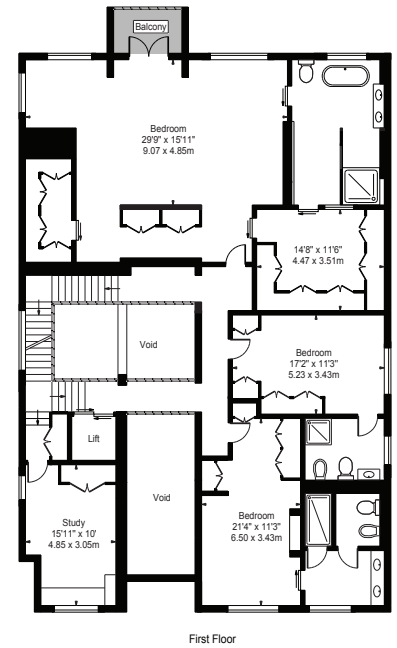 Balcony
Bedroom
29'9" x 15'11"
9.07 x 4.85m
14'8" x 11'6"
4.47 x 3.51m
Void
Bedroom
17'2" x 11'3"
5.23 x 3.43m
Lift
Void
Study
15'11" x 10'
4.85 x 3.05m
Bedroom
21'4" x 11'3"
6.50 x 3.43m
First Floor